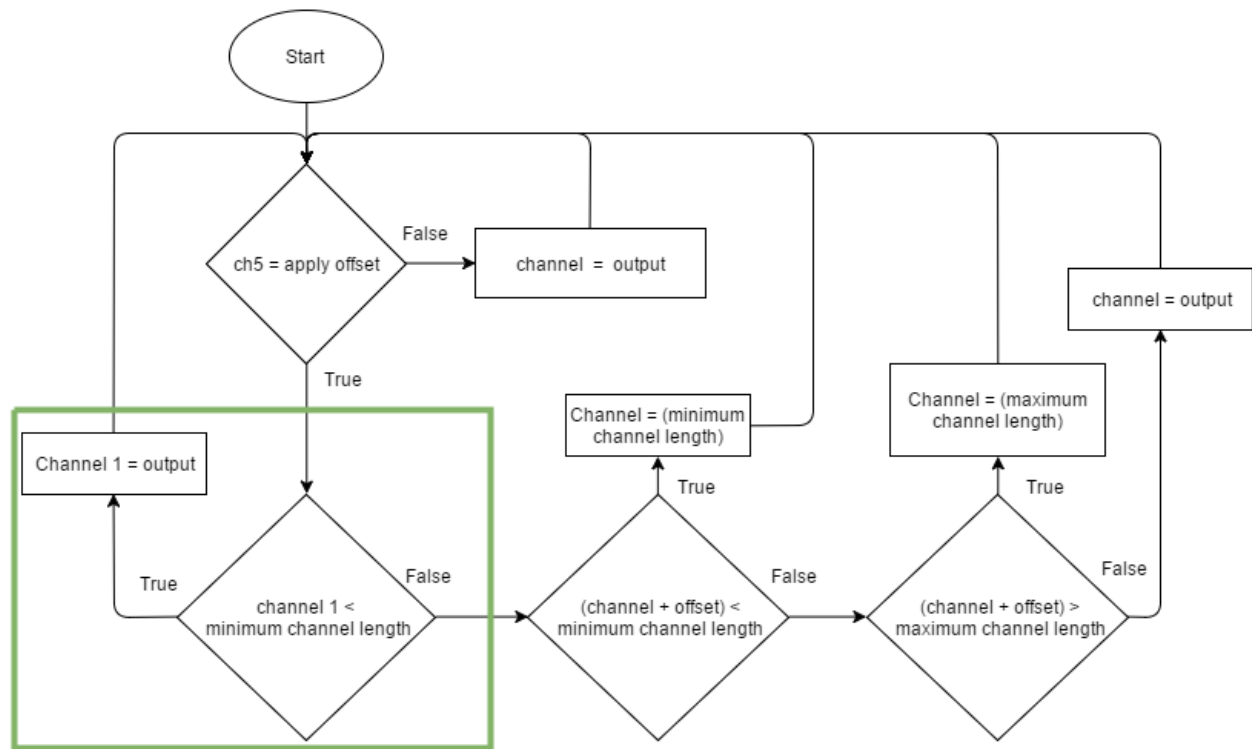 Start
ch5 = apply offset
False
channel = output
True
channel = output
Channel 1 = output
Channel = (minimum
channel length)
Channel = (maximum
channel length)
True
channel 1 <
minimum channel length
False
True
(channel + offset) <
minimum channel length
False
True
(channel + offset) >
maximum channel length
False